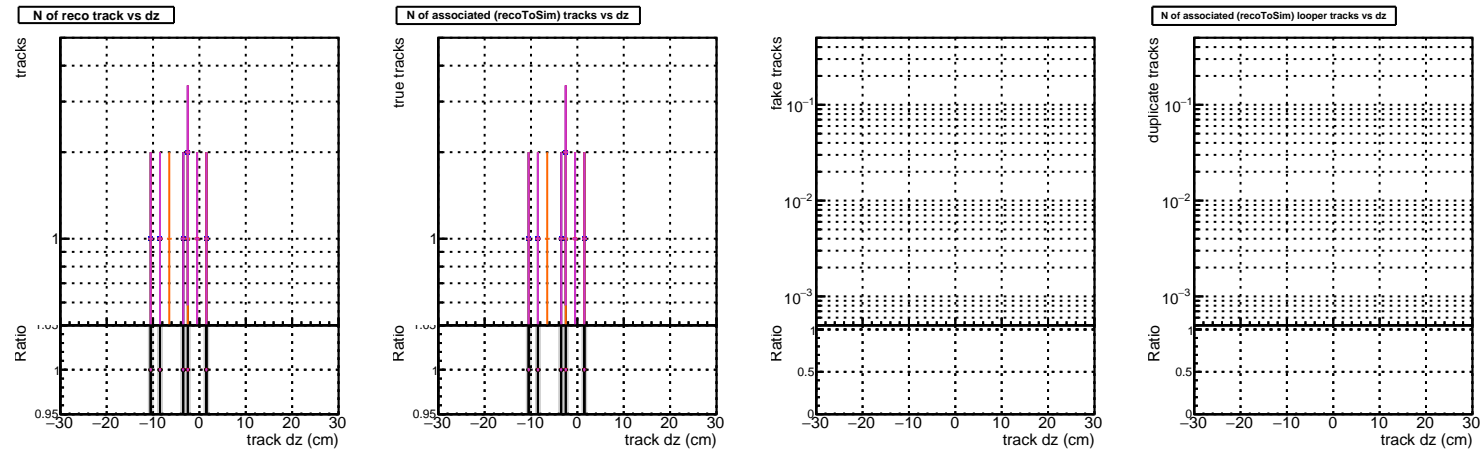 N of reco track vs dz
tracks
1
1.05
Ratio
1
0.95
−30 −20 −10 0 10 20 30
track dz (cm)
N of associated (recoToSim) tracks vs dz
true tracks
1
1.05
Ratio
1
0.95
−30 −20 −10 0 10 20 30
track dz (cm)
fake tracks
10−1
10−2
10−3
Ratio
1
0.5
0
−30 −20 −10 0 10 20 30
track dz (cm)
N of associated (recoToSim) looper tracks vs dz
duplicate tracks
10−1
10−2
10−3
Ratio
1
0.5
0
−30 −20 −10 0 10 20 30
track dz (cm)